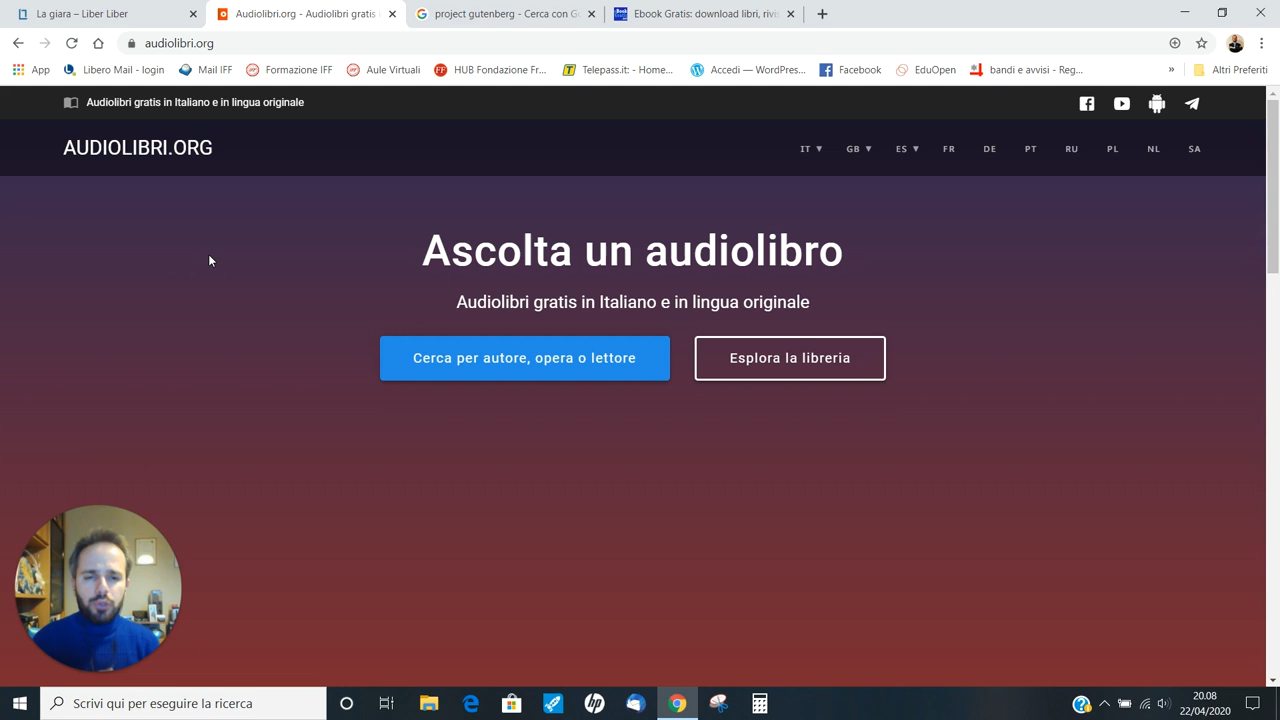 La giara – Liber Liber
Audiolibri.org - Audiolibri gratis
project gutenberg - Cerca con G
Ebook Gratis: download libri, rivis
audiolibri.org
App
Libero Mail - login
Mail IFF
Formazione IFF
Aule Virtuali
HUB Fondazione Fr...
Telepass.it: - Home...
Accedi — WordPress...
Facebook
EduOpen
bandi e avvisi - Reg...
»
Altri Preferiti
Audiolibri gratis in Italiano e in lingua originale
AUDIOLIBRI.ORG
IT ▼
GB ▼
ES ▼
FR
DE
PT
RU
PL
NL
SA
Ascolta un audiolibro
Audiolibri gratis in Italiano e in lingua originale
Cerca per autore, opera o lettore
Esplora la libreria
Scrivi qui per eseguire la ricerca
20.08
22/04/2020